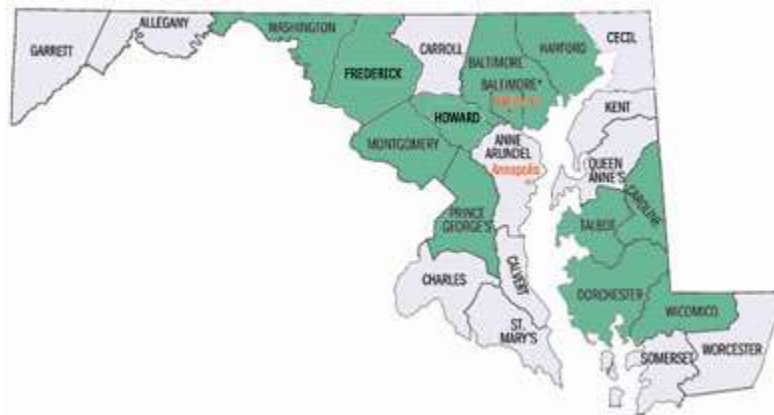 ALLEGANY
GARRETT
WASHINGTON
FREDERICK
CARROLL
BALTIMORE
HARFORD
CECIL
BALTIMORE*
KENT
HOWARD
MONTGOMERY
ANNE
ARUNDEL
Annapolis
QUEEN
ANNE'S
CAROLINE
TALBOT
PRINCE
GEORGE'S
CHARLES
CALVERT
ST.
MARY'S
DORCHESTER
WICOMICO
SOMERSET
WORCESTER